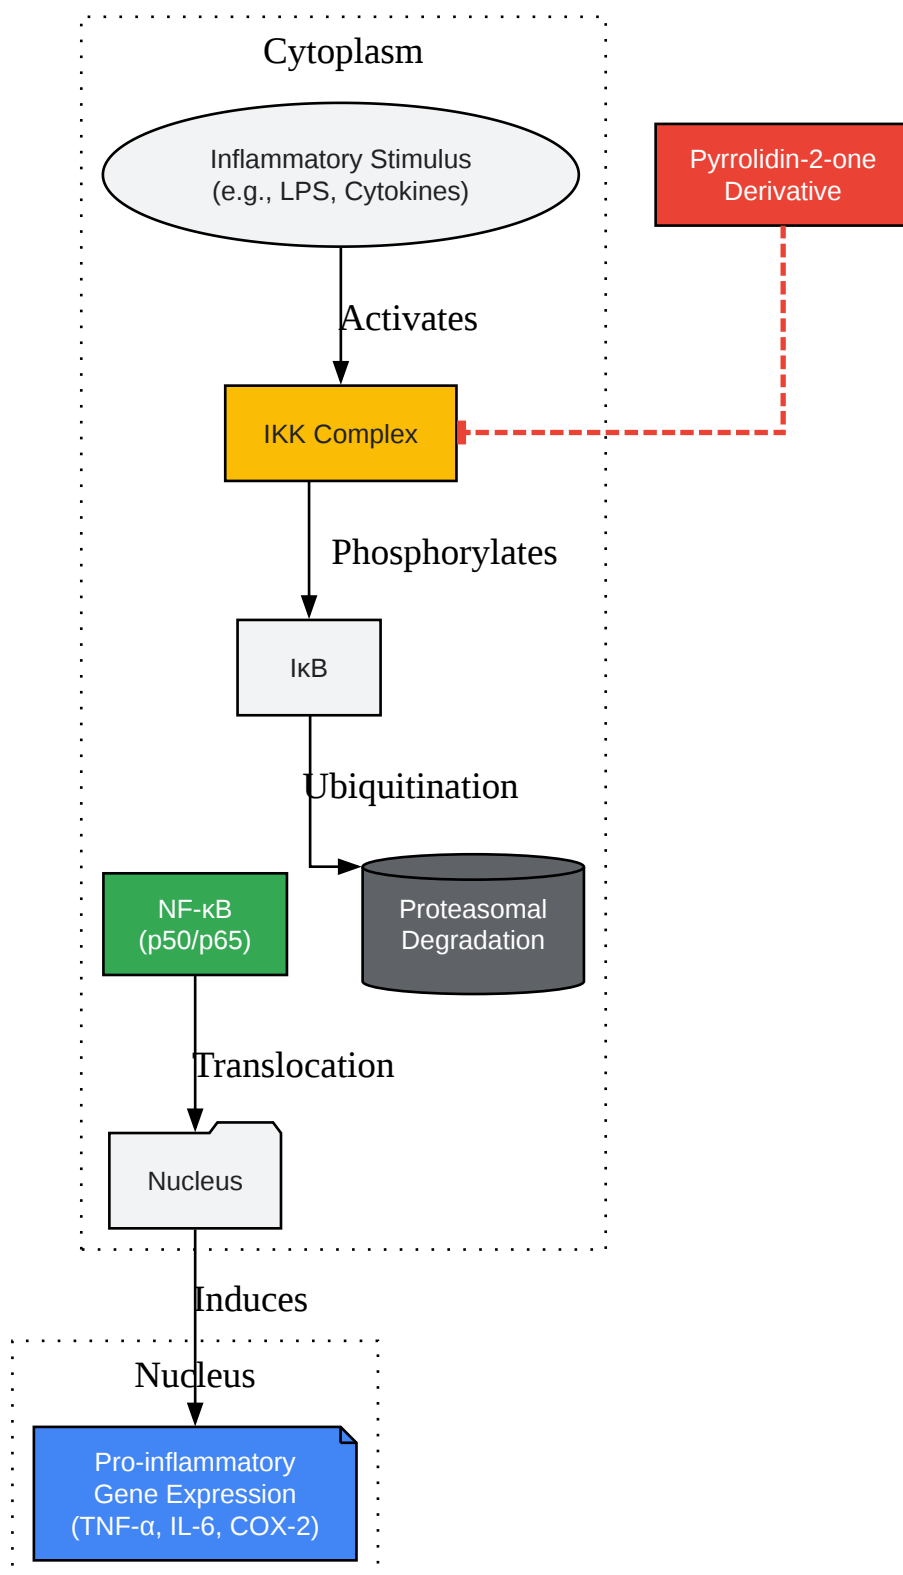 Cytoplasm
Inflammatory Stimulus
(e.g., LPS, Cytokines)
Pyrrolidin-2-one
Derivative
Activates
IKK Complex
Phosphorylates
IκB
Ubiquitination
NF-κB
(p50/p65)
Proteasomal
Degradation
Translocation
Nucleus
Induces
Nucleus
Pro-inflammatory
Gene Expression
(TNF-α, IL-6, COX-2)